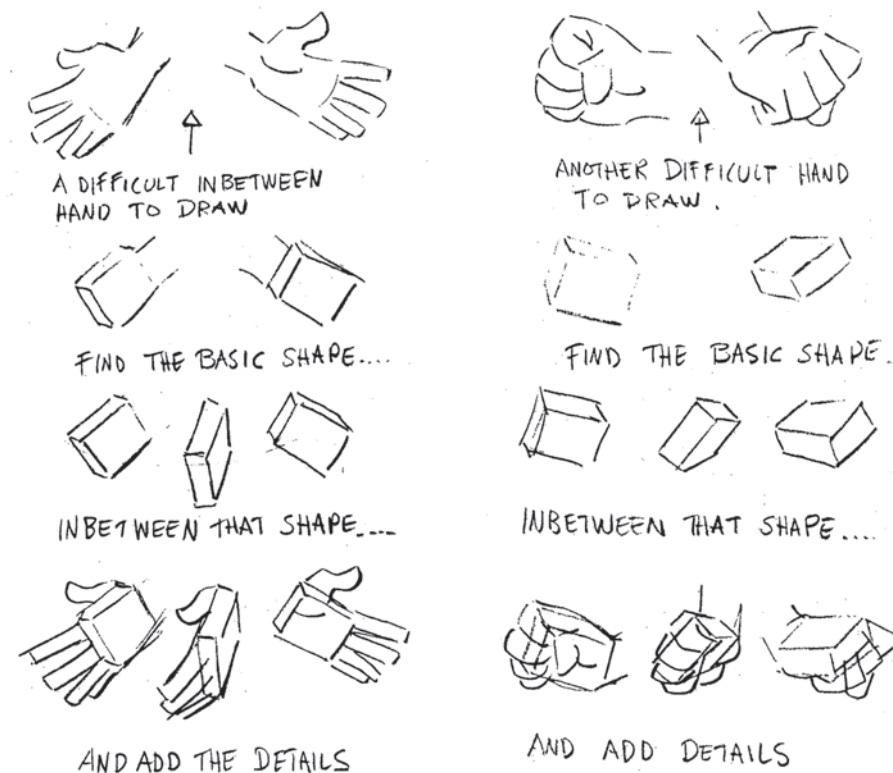 A DIFFICULT INBETWEEN
HAND TO DRAW
FIND THE BASIC SHAPE....
INBETWEEN THAT SHAPE....
AND ADD THE DETAILS
ANOTHER DIFFICULT HAND
TO DRAW.
FIND THE BASIC SHAPE.
INBETWEEN THAT SHAPE....
AND ADD DETAILS